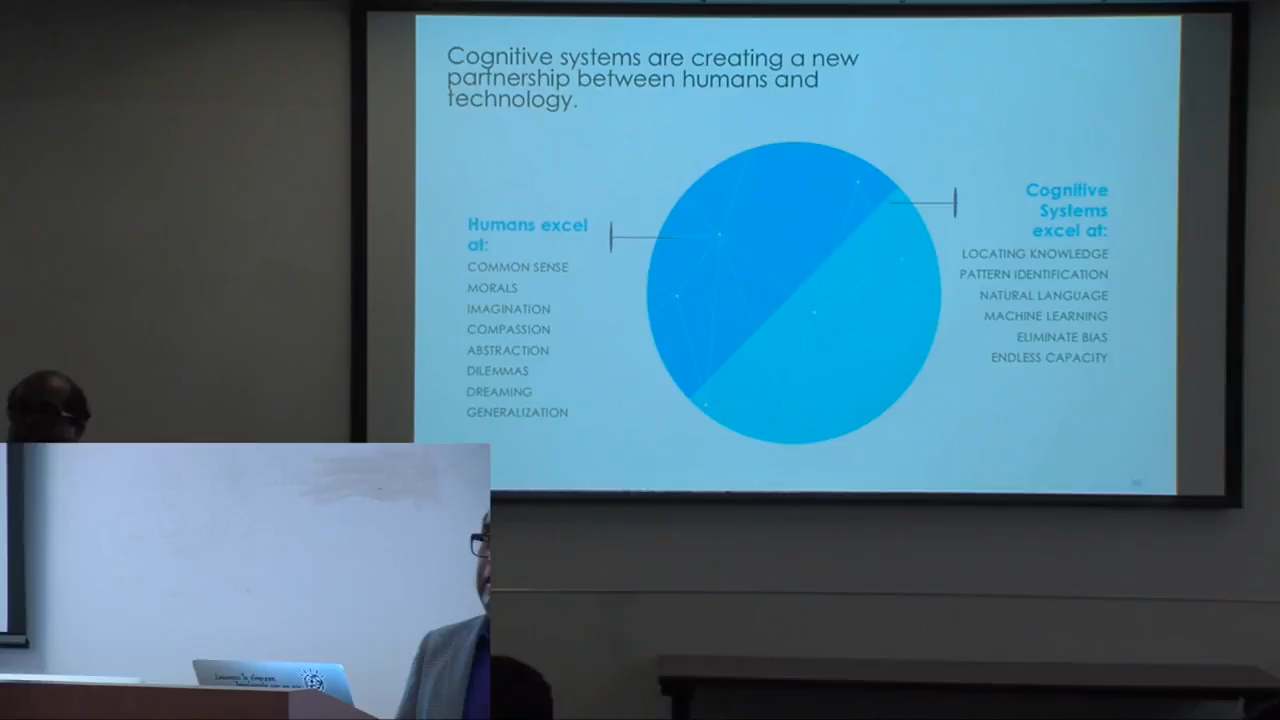 Cognitive systems are creating a new
partnership between humans and
technology.
Humans excel
at:
COMMON SENSE
MORALS
IMAGINATION
COMPASSION
ABSTRACTION
DILEMMAS
DREAMING
GENERALIZATION
Cognitive
Systems
excel at:
LOCATING KNOWLEDGE
PATTERN IDENTIFICATION
NATURAL LANGUAGE
MACHINE LEARNING
ELIMINATE BIAS
ENDLESS CAPACITY